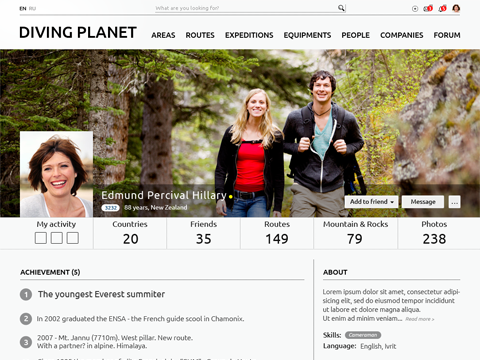 EN RU
What are you looking for?
DIVING PLANET
AREAS ROUTES EXPEDITIONS EQUIPMENTS PEOPLE COMPANIES FORUM
Edmund Percival Hillary
3232 88 years, New Zealand
Add to friend Message ...
My activity Countries Friends Routes Mountain & Rocks Photos
20 35 149 79 238
ACHIEVEMENT (5)
1 The youngest Everest summiter
2 In 2002 graduated the ENSA - the French guide scool in Chamonix.
3 2007 - Mt. Jannu (7710m). West pillar. New route.
With a partner? in alpine. Himalaya.
ABOUT
Lorem ipsum dolor sit amet, consectetur adipi-
sicing elit, sed do eiusmod tempor incididunt
ut labore et dolore magna aliqua.
Ut enim ad minim veniam... Read more »
Skills: Cameraman
Language: English, Ivrit